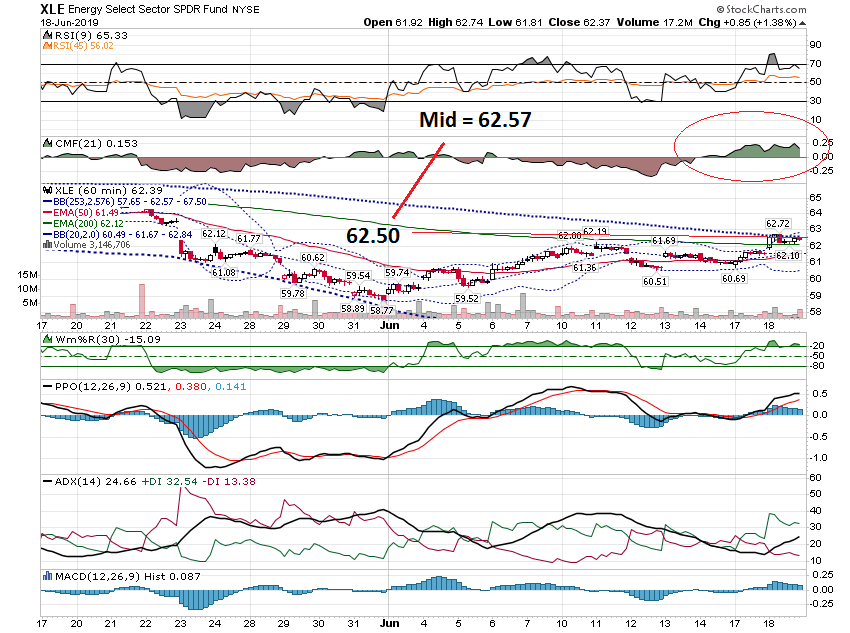 XLE Energy Select Sector SPDR Fund NYSE
© StockCharts.com
18-Jun-2019
Open 61.92 High 62.74 Low 61.81 Close 62.37 Volume 17.2M Chg +0.85 (+1.38%)
RSI(9) 65.33
RSI(45) 56.02
90
70
50
30
10
Mid = 62.57
CMF(21) 0.153
0.25
0.00
-0.25
XLE (60 min) 62.39
BB(253,2.576) 57.65 - 62.57 - 67.50
EMA(50) 61.49
EMA(200) 62.12
BB(20,2.0) 60.49 - 61.67 - 62.84
Volume 3,146,706
62.50
62.12
61.77
61.08
60.62
59.78
59.54
58.89
58.77
59.74
59.52
62.00
62.19
61.36
61.69
60.51
60.69
62.72
62.10
65
64
63
62
61
60
59
58
15M
10M
5M
17 20 21 22 23 24 28 29 30 31 Jun 4 5 6 7 10 11 12 13 14 17 18
Wm%R(30) -15.09
-20
-50
-80
PPO(12,26,9) 0.521, 0.380, 0.141
0.5
0.0
-0.5
-1.0
ADX(14) 24.66 +DI 32.54 -DI 13.38
60
50
40
30
20
10
MACD(12,26,9) Hist 0.087
0.25
0.00
-0.25
17 20 21 22 23 24 28 29 30 31 Jun 4 5 6 7 10 11 12 13 14 17 18